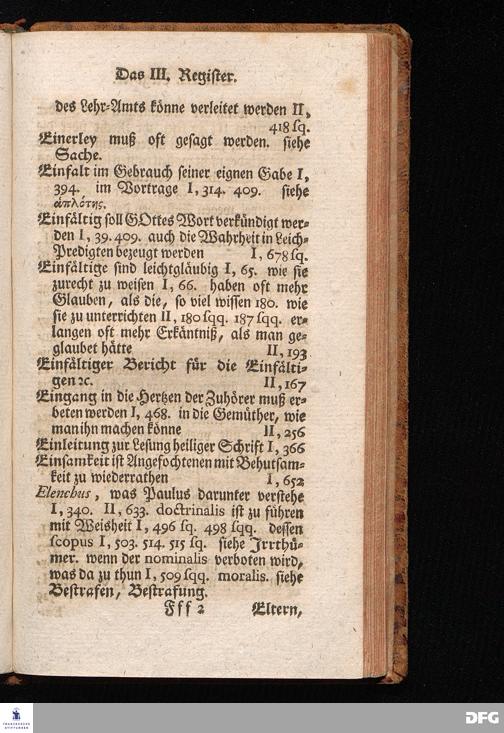 Das III. Register.
des Lehr-Amts könne verleitet werden II,
418 sq.
Einerley muß oft gesagt werden. siehe
Sache.
Einfalt im Gebrauch seiner eignen Gabe I,
394. im Vortrage I, 314. 409. siehe
ἁπλότης.
Einfältig soll GOttes Wort verkündigt wer-
den I, 39. 409. auch die Wahrheit in Leich-
Predigten bezeugt werden I, 678 sq.
Einfältige sind leichtgläubig I, 65. wie sie
zurecht zu weisen I, 66. haben oft mehr
Glauben, als die, so viel wissen 180. wie
sie zu unterrichten II, 180 sqq. 187 sqq. er-
langen oft mehr Erkäntniß, als man ge-
glaubet hätte II, 193
Einfältiger Bericht für die Einfälti-
gen ꝛc. II, 167
Eingang in die Hertzen der Zuhörer muß er-
beten werden I, 468. in die Gemüther, wie
man ihn machen könne II, 256
Einleitung zur Lesung heiliger Schrift I, 366
Einsamkeit ist Angefochtenen mit Behutsam-
keit zu wiederrathen I, 652
Elenchus, was Paulus darunter verstehe
I, 340. II, 633. doctrinalis ist zu führen
mit Weisheit I, 496 sq. 498 sqq. dessen
scopus I, 503. 514. 515 sq. siehe Irrthü-
mer. wenn der nominalis verboten wird,
was da zu thun I, 509 sqq. moralis. siehe
Bestrafen, Bestrafung.
Fff 2 Eltern,
FRANCKESCHE
STIFTUNGEN
DFG